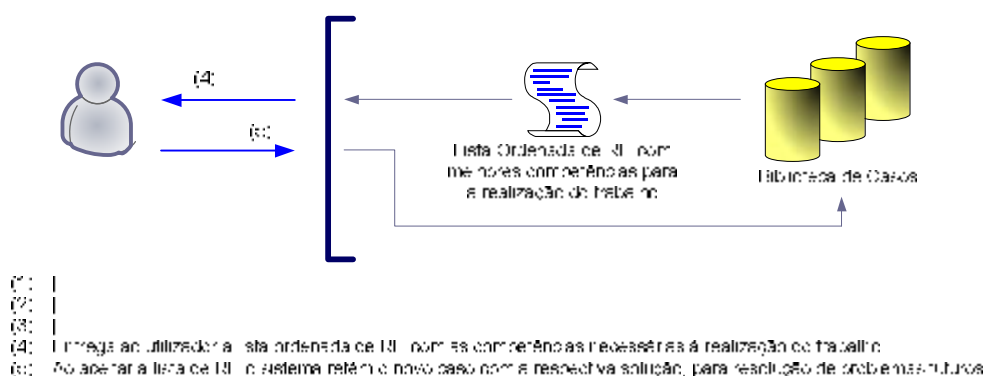 (4)
(5)
Lista Ordenada de RH com
melhores competências para
a realização do trabalho
Biblioteca de Casos
(1)
(2)
(3)
(4) Entrega ao utilizador a lista ordenada de RH com as competências necessárias à realização do trabalho
(5) Ao aceitar a lista de RH o sistema retém o novo caso com a respectiva solução, para resolução de problemas futuros